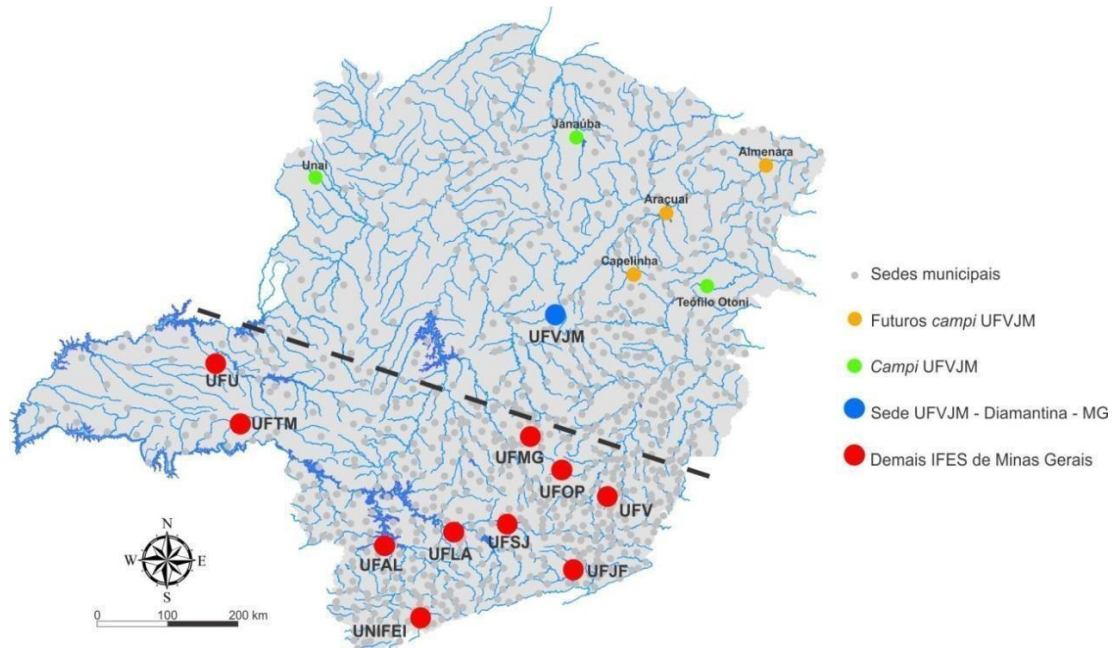 Janaúba
Almenara
Unaí
Araçuaí
Capelinha
Teófilo Otoni
UFVJM
UFU
UFTM
UFMG
UFOP
UFV
UFSJ
UFLA
UFAL
UFJF
UNIFEI
Sedes municipais
Futuros campi UFVJM
Campi UFVJM
Sede UFVJM - Diamantina - MG
Demais IFES de Minas Gerais
N
W E
S
0 100 200 km